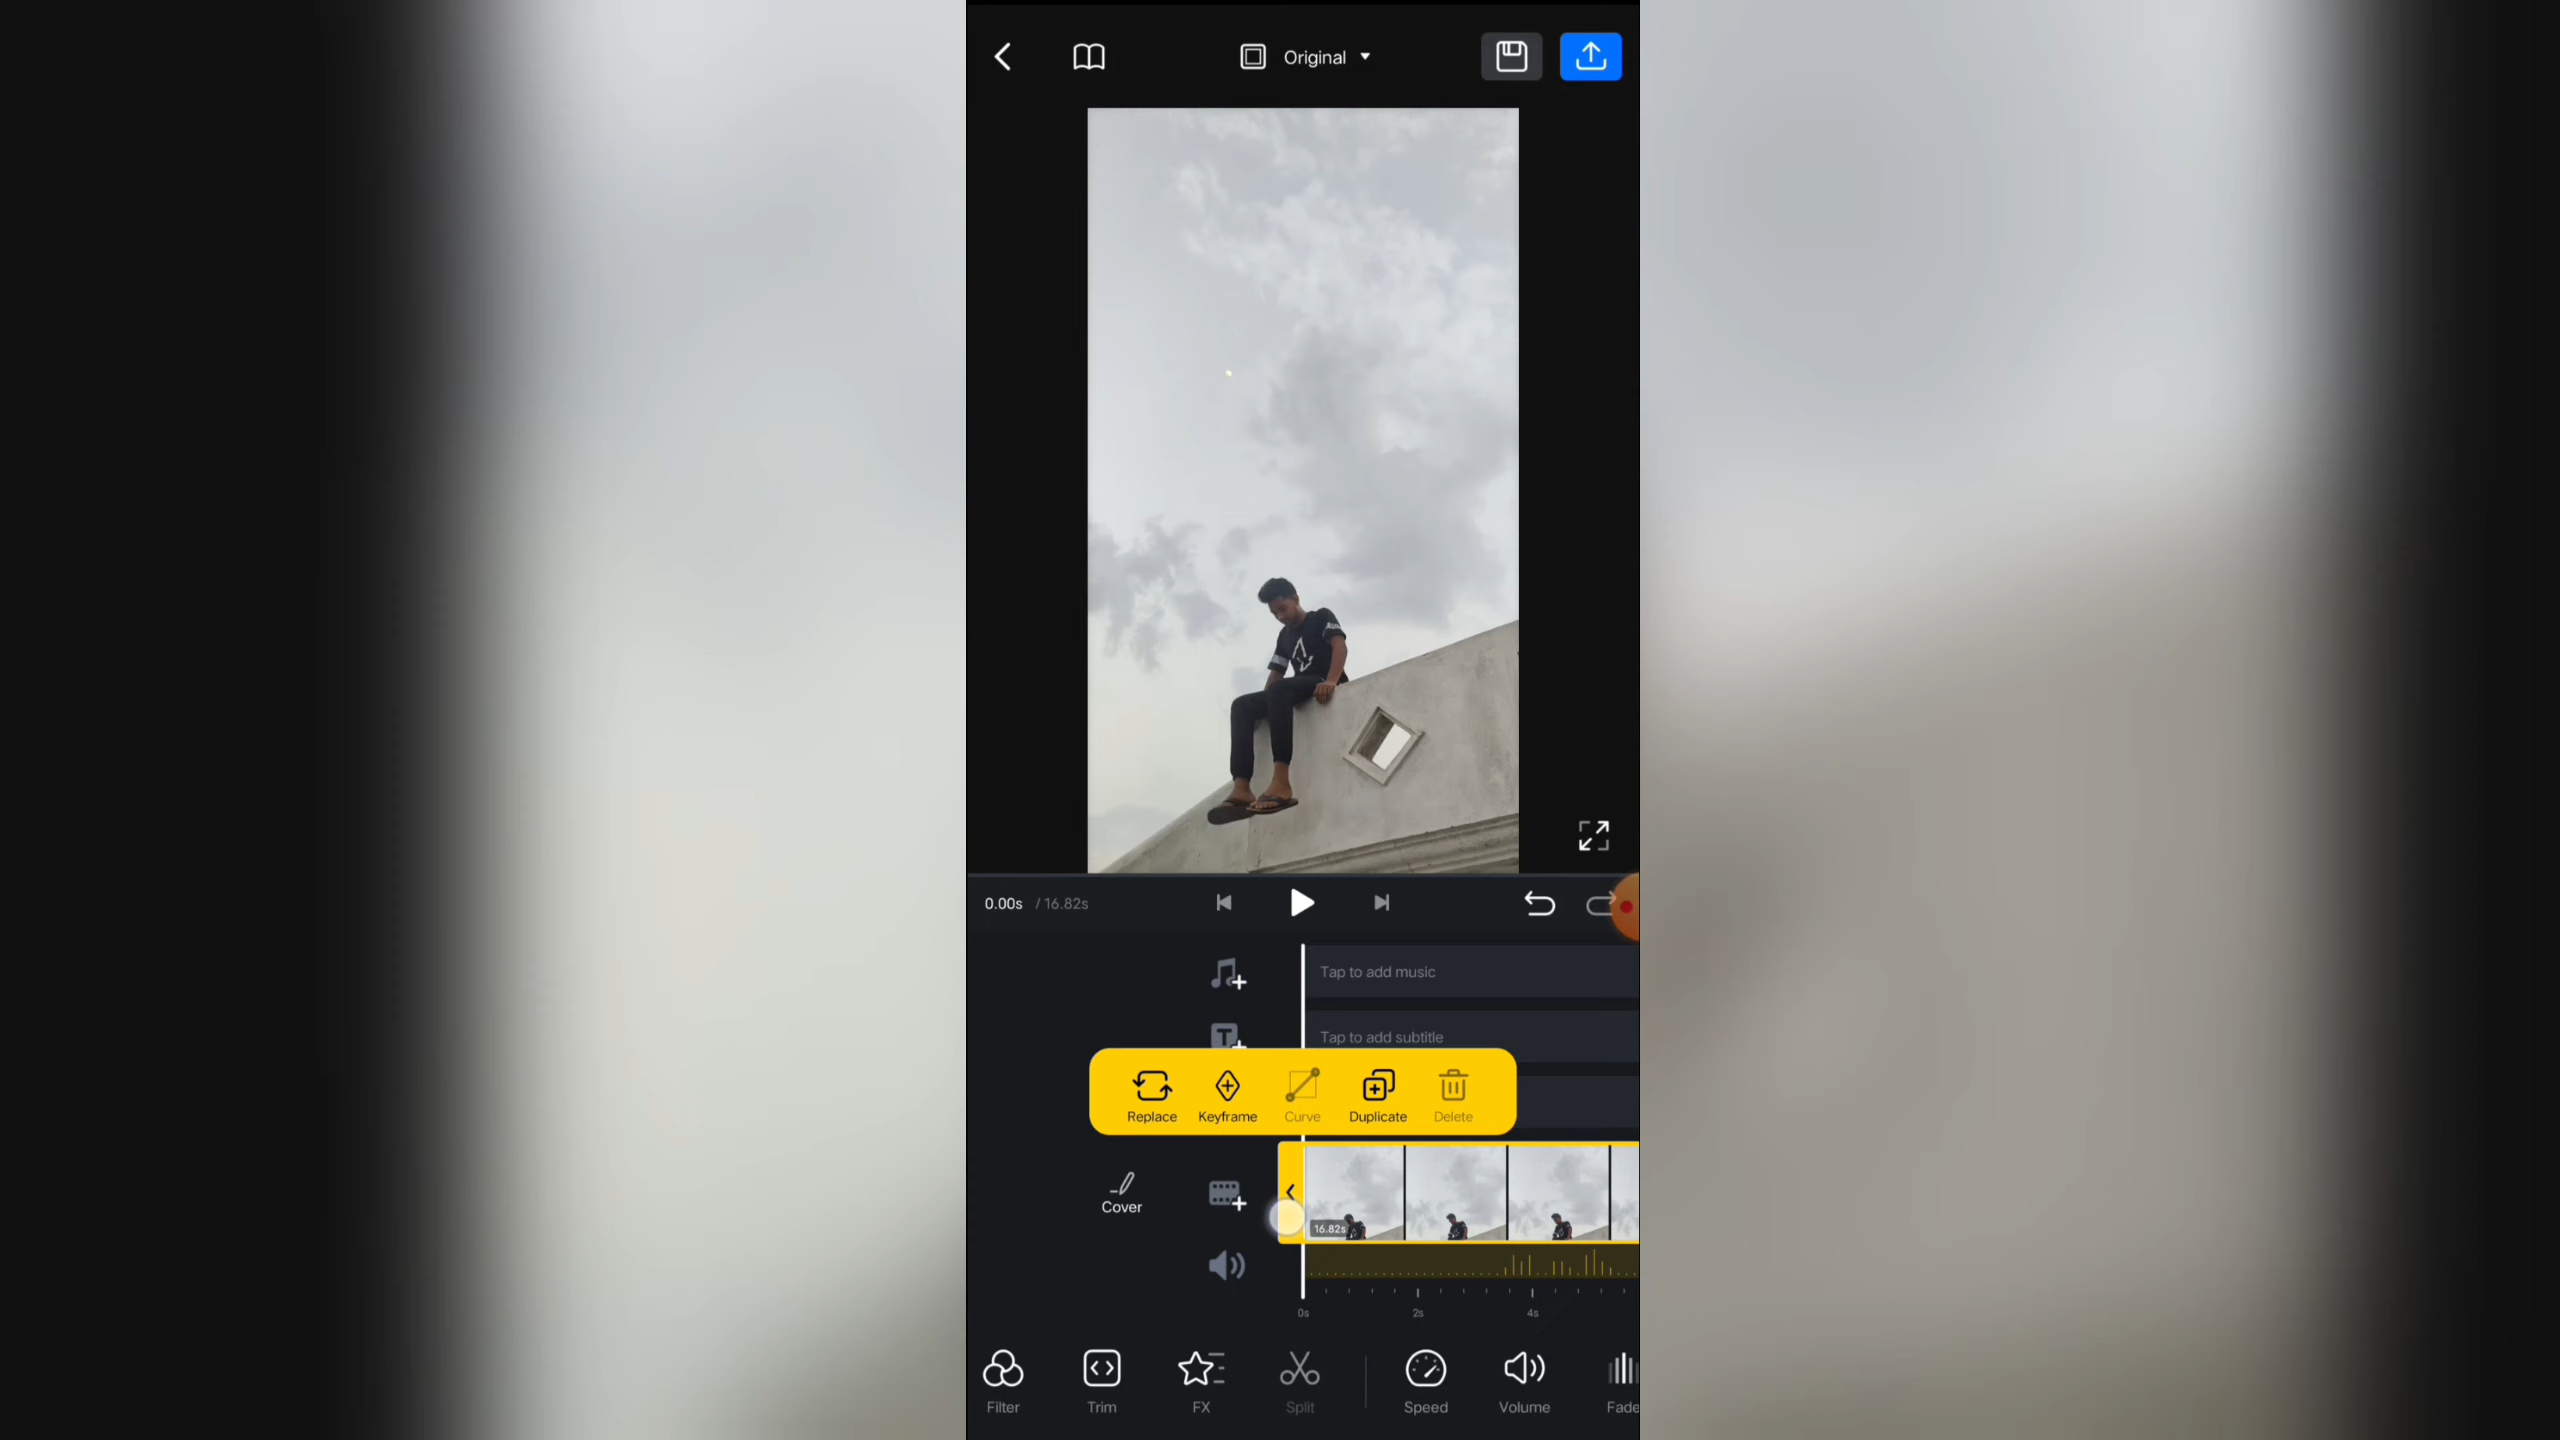 Original
0.00s / 16.82s
Tap to add music
Tap to add subtitle
Replace Keyframe Curve Duplicate Delete
Cover
16.82s
0s 2s 4s
Filter Trim FX Split Speed Volume Fade